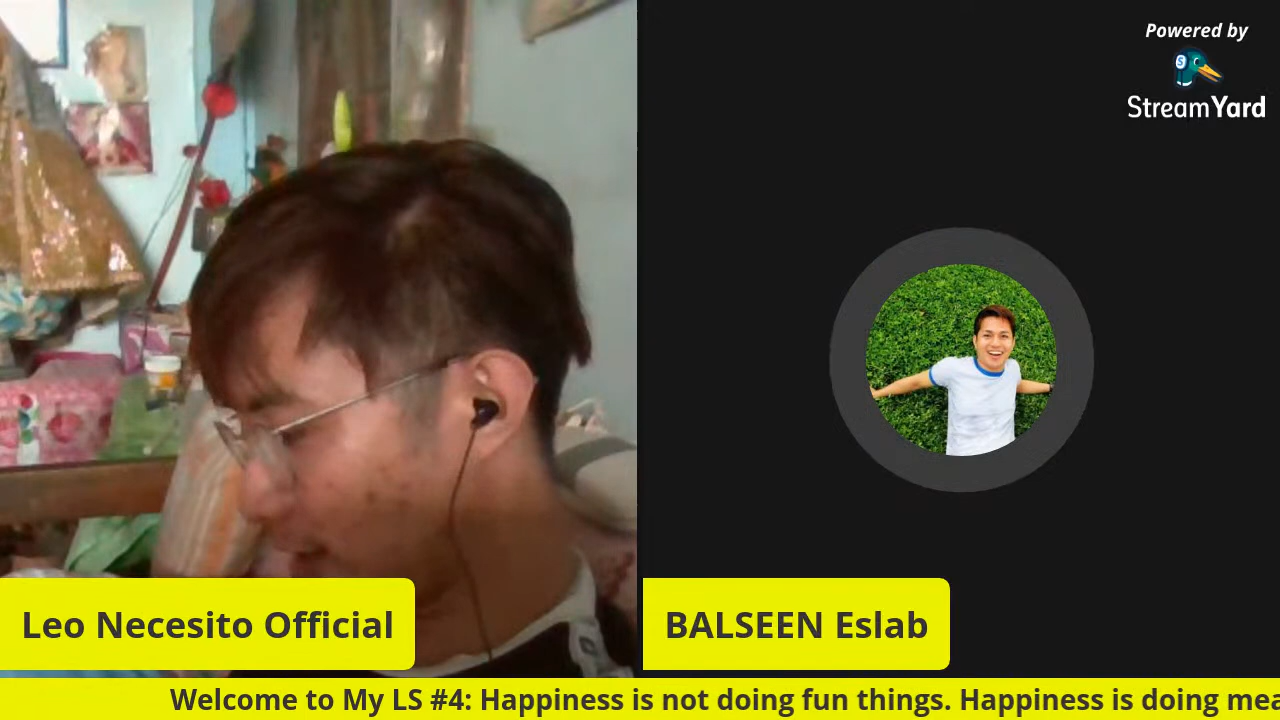 Powered by
StreamYard
Leo Necesito Official
BALSEEN Eslab
Welcome to My LS #4: Happiness is not doing fun things. Happiness is doing mea